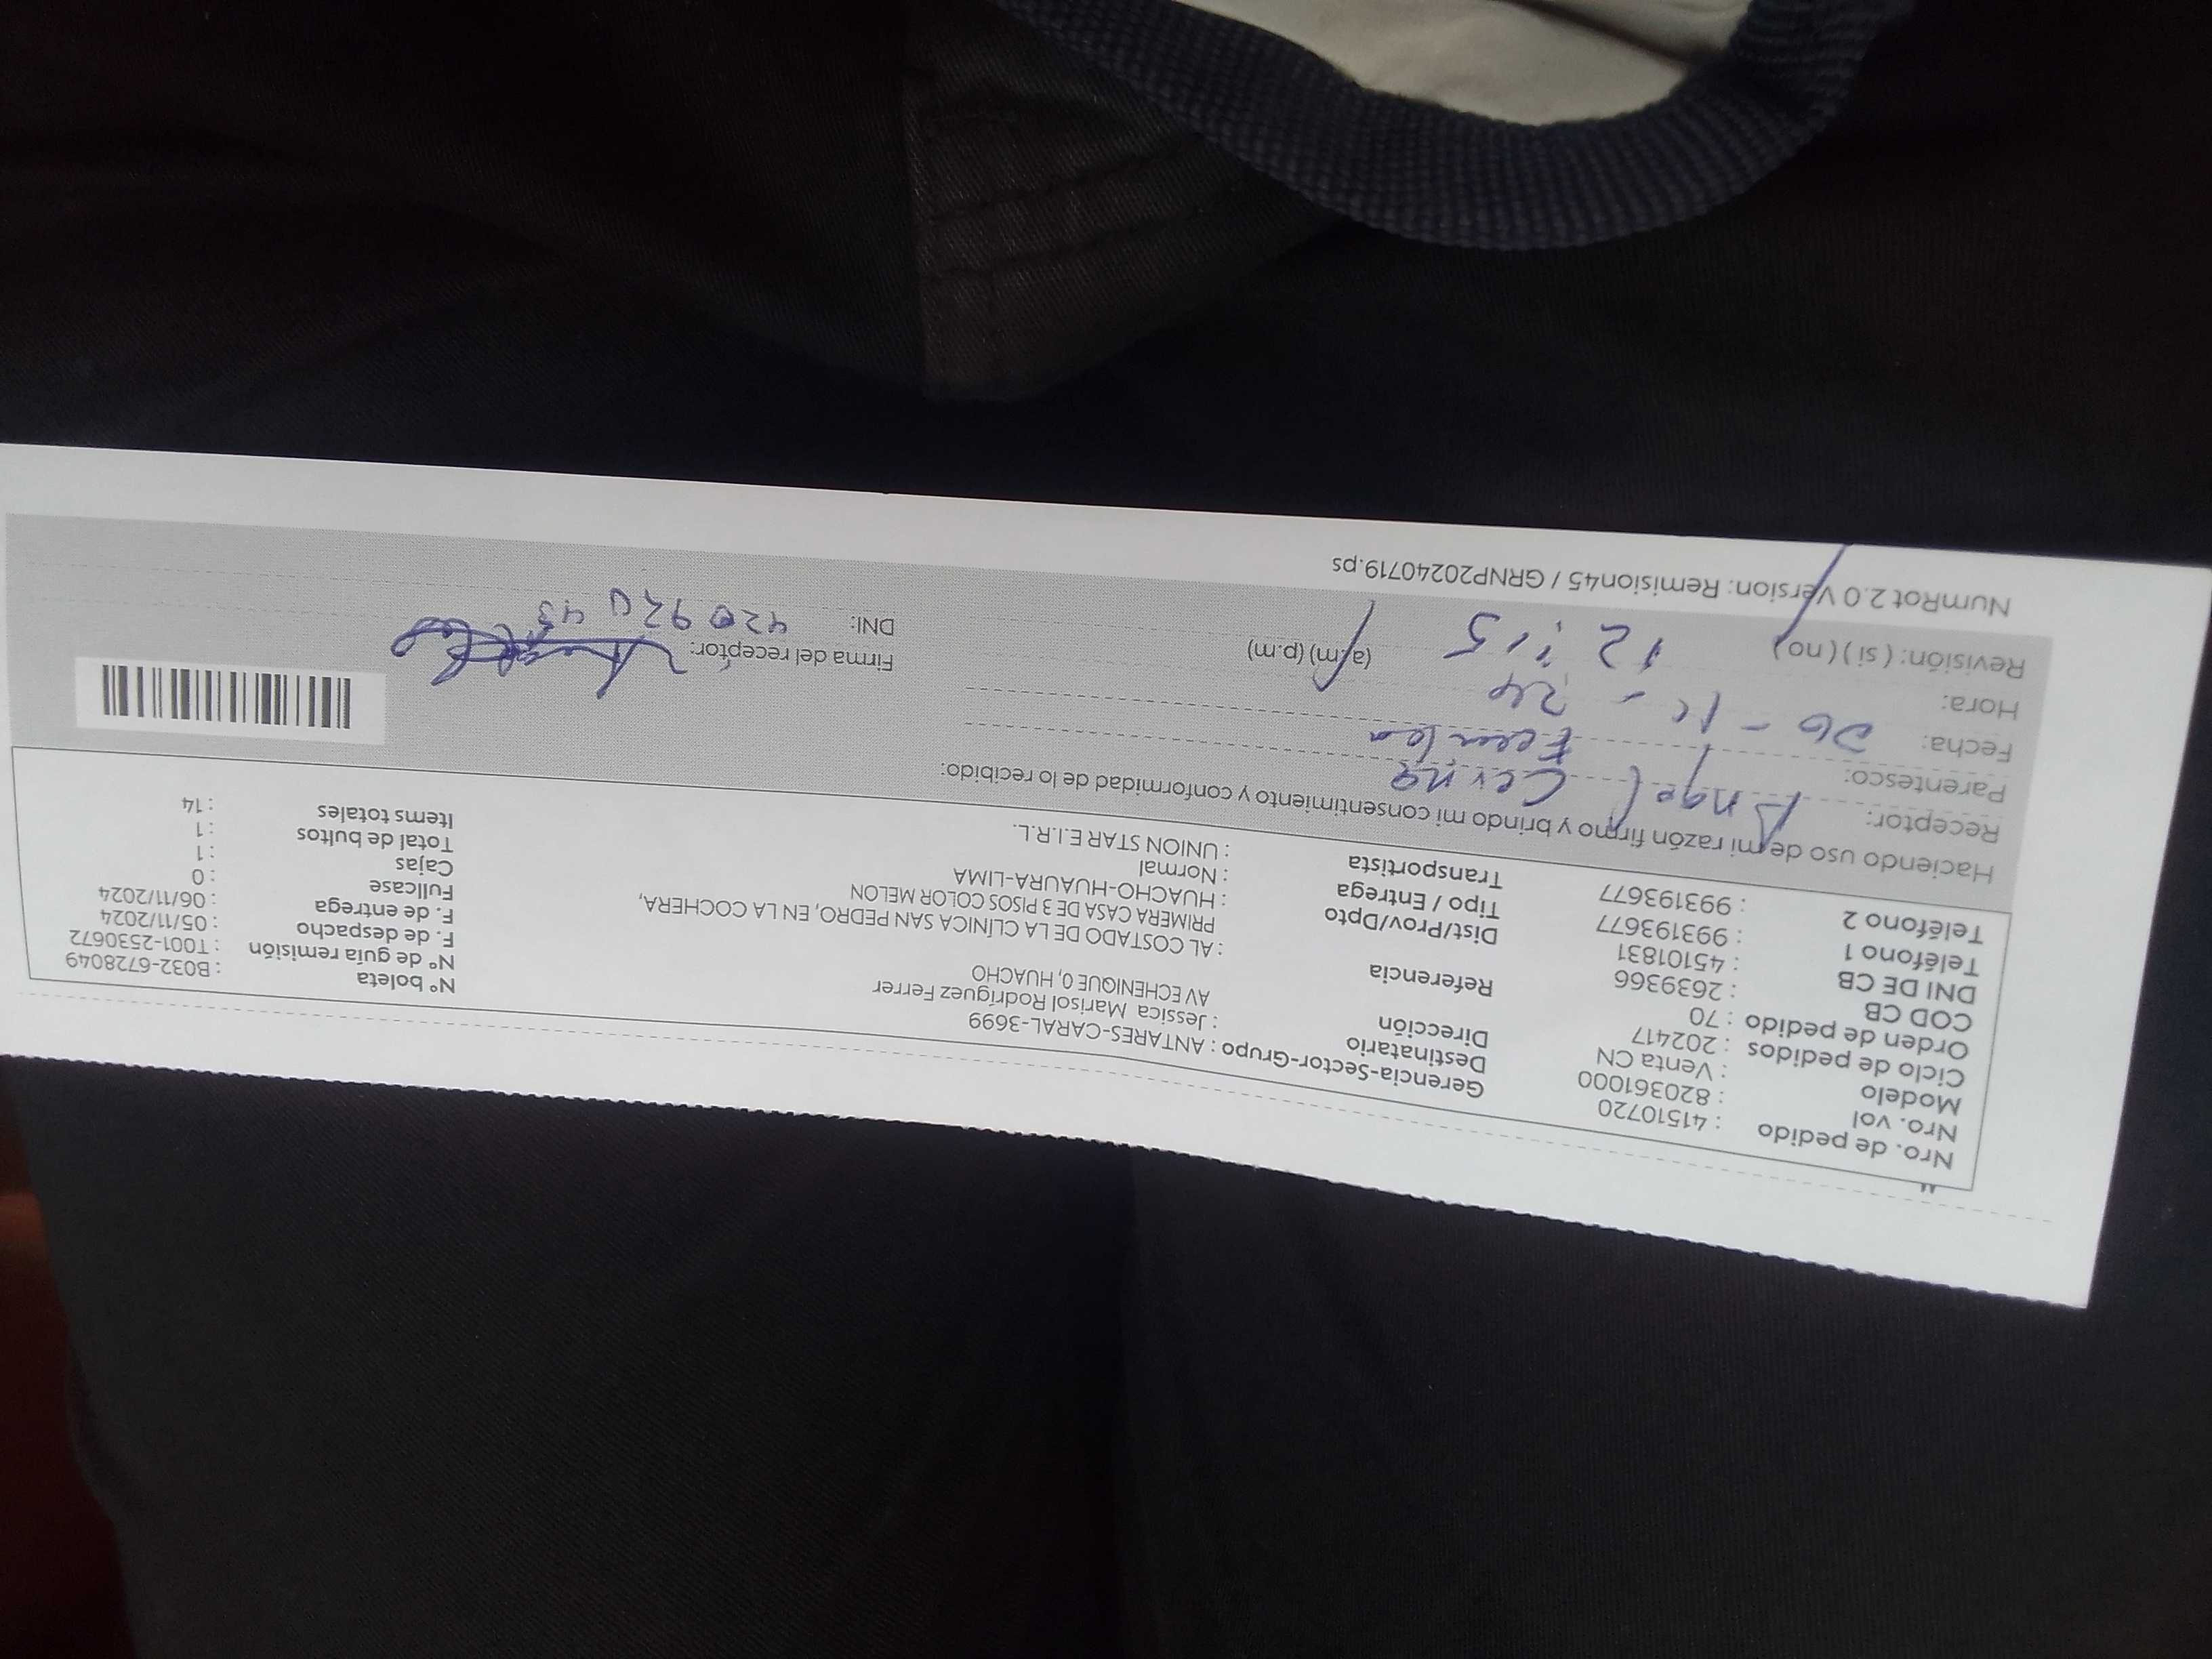 Nro. de pedido : 41510720
Nro. vol : 820361000
Modelo : Venta CN
Ciclo de pedidos : 202417
Orden de pedido : 70
COD CB : 2639366
DNI DE CB : 45101831
Teléfono 1 : 993193677
Teléfono 2 : 993193677
Gerencia-Sector-Grupo : ANTARES-CARAL-3699
Destinatario : Jessica Marisol Rodriguez Ferrer
Dirección AV ECHENIQUE 0, HUACHO
Referencia : AL COSTADO DE LA CLÍNICA SAN PEDRO, EN LA COCHERA,
PRIMERA CASA DE 3 PISOS COLOR MELON
Dist/Prov/Dpto : HUACHO-HUAURA-LIMA
Tipo / Entrega : Normal
Transportista : UNION STAR E.I.R.L.
N° boleta : B032-6728049
N° de guía remisión : T001-2530672
F. de despacho : 05/11/2024
F. de entrega : 06/11/2024
Fullcase : 0
Cajas : 1
Total de bultos : 1
Items totales : 14
Haciendo uso de mi razón firmo y brindo mi consentimiento y conformidad de lo recibido:
Receptor: Angel
Parentesco:
Fecha: 06 - 11 - 24
Hora: 12:15 (a.m) (p.m)
Revisión: ( si ) ( no )
Firma del receptor:
DNI:
NumRot 2.0 Version: Remision45 / GRNP20240719.ps